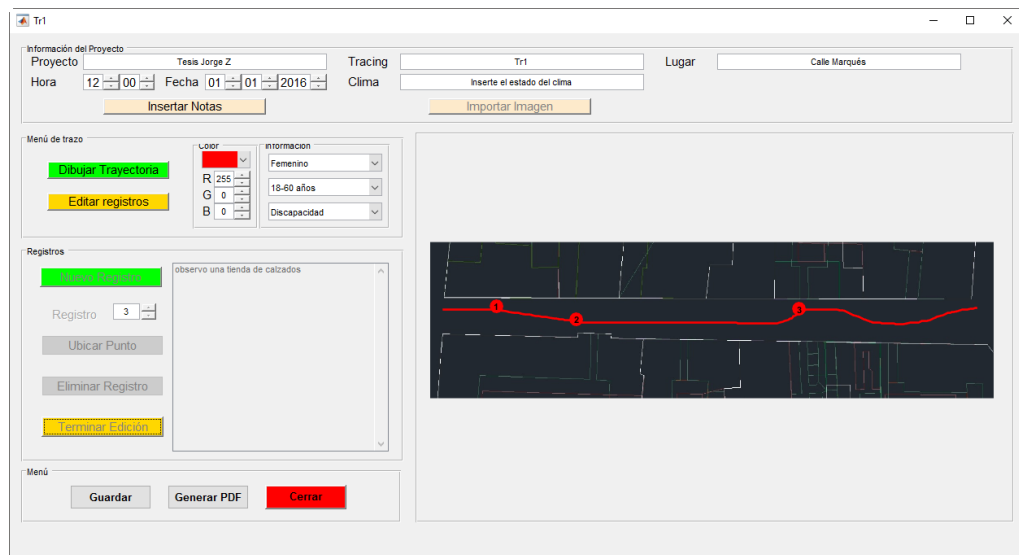 Tr1
Información del Proyecto
Proyecto Tesis Jorge Z Tracing Tr1 Lugar Calle Marqués
Hora 12 00 Fecha 01 01 2016 Clima Inserte el estado del clima
Insertar Notas Importar Imagen
Menú de trazo
Dibujar Trayectoria
Editar registros
Color
R 255
G 0
B 0
Información
Femenino
18-60 años
Discapacidad
Registros
Nuevo Registro
Registro 3
Ubicar Punto
Eliminar Registro
Terminar Edición
observo una tienda de calzados
Menú
Guardar Generar PDF Cerrar
1
2
3